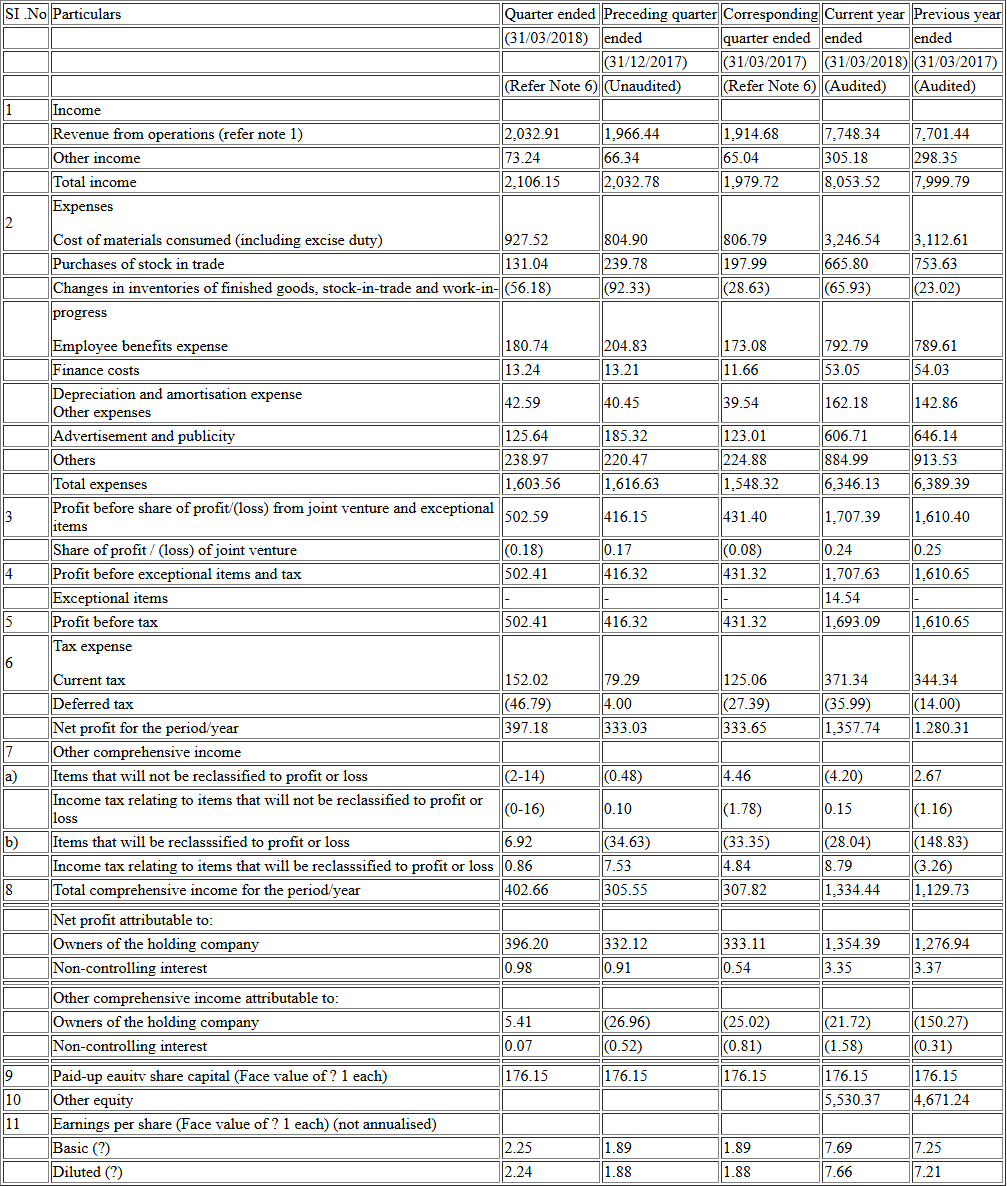 SI .No Particulars Quarter ended Preceding quarter Corresponding Current year Previous year
(31/03/2018) ended quarter ended ended ended
(31/12/2017) (31/03/2017) (31/03/2018) (31/03/2017)
(Refer Note 6) (Unaudited) (Refer Note 6) (Audited) (Audited)
1 Income
Revenue from operations (refer note 1) 2,032.91 1,966.44 1,914.68 7,748.34 7,701.44
Other income 73.24 66.34 65.04 305.18 298.35
Total income 2,106.15 2,032.78 1,979.72 8,053.52 7,999.79
Expenses
2
Cost of materials consumed (including excise duty) 927.52 804.90 806.79 3,246.54 3,112.61
Purchases of stock in trade 131.04 239.78 197.99 665.80 753.63
Changes in inventories of finished goods, stock-in-trade and work-in- (56.18) (92.33) (28.63) (65.93) (23.02)
progress
Employee benefits expense 180.74 204.83 173.08 792.79 789.61
Finance costs 13.24 13.21 11.66 53.05 54.03
Depreciation and amortisation expense
Other expenses 42.59 40.45 39.54 162.18 142.86
Advertisement and publicity 125.64 185.32 123.01 606.71 646.14
Others 238.97 220.47 224.88 884.99 913.53
Total expenses 1,603.56 1,616.63 1,548.32 6,346.13 6,389.39
3 Profit before share of profit/(loss) from joint venture and exceptional
items 502.59 416.15 431.40 1,707.39 1,610.40
Share of profit / (loss) of joint venture (0.18) 0.17 (0.08) 0.24 0.25
4 Profit before exceptional items and tax 502.41 416.32 431.32 1,707.63 1,610.65
Exceptional items - - - 14.54 -
5 Profit before tax 502.41 416.32 431.32 1,693.09 1,610.65
Tax expense
6
Current tax 152.02 79.29 125.06 371.34 344.34
Deferred tax (46.79) 4.00 (27.39) (35.99) (14.00)
Net profit for the period/year 397.18 333.03 333.65 1,357.74 1.280.31
7 Other comprehensive income
a) Items that will not be reclassified to profit or loss (2-14) (0.48) 4.46 (4.20) 2.67
Income tax relating to items that will not be reclassified to profit or
loss (0-16) 0.10 (1.78) 0.15 (1.16)
b) Items that will be reclasssified to profit or loss 6.92 (34.63) (33.35) (28.04) (148.83)
Income tax relating to items that will be reclasssified to profit or loss 0.86 7.53 4.84 8.79 (3.26)
8 Total comprehensive income for the period/year 402.66 305.55 307.82 1,334.44 1,129.73
Net profit attributable to:
Owners of the holding company 396.20 332.12 333.11 1,354.39 1,276.94
Non-controlling interest 0.98 0.91 0.54 3.35 3.37
Other comprehensive income attributable to:
Owners of the holding company 5.41 (26.96) (25.02) (21.72) (150.27)
Non-controlling interest 0.07 (0.52) (0.81) (1.58) (0.31)
9 Paid-up eauitv share capital (Face value of ? 1 each) 176.15 176.15 176.15 176.15 176.15
10 Other equity 5,530.37 4,671.24
11 Earnings per share (Face value of ? 1 each) (not annualised)
Basic (?) 2.25 1.89 1.89 7.69 7.25
Diluted (?) 2.24 1.88 1.88 7.66 7.21